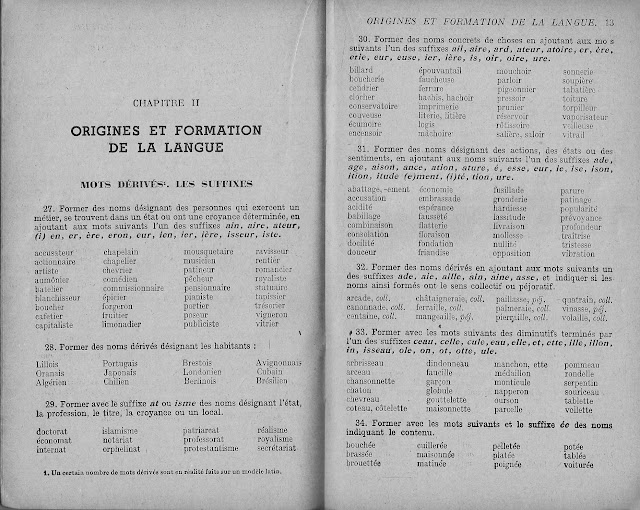 CHAPITRE II
ORIGINES ET FORMATION
DE LA LANGUE
MOTS DÉRIVÉS¹. LES SUFFIXES
27. Former des noms désignant des personnes qui exercent un
métier, se trouvent dans un état ou ont une croyance déterminée, en
ajoutant aux mots suivants l'un des suffixes ain, aire, ateur,
(i) en, er, ère, eron, eur, ien, ier, ière, isseur, iste.
accusateur chapelain mousquetaire ravisseur
actionnaire chapelier musicien rentier
artiste chevrier patineur romancier
aumônier comédien pécheur royaliste
batelier commissionnaire pensionnaire statuaire
blanchisseur épicier pianiste tapissier
boucher forgeron portier trésorier
cafetier fruitier poseur vigneron
capitaliste limonadier publiciste vitrier
28. Former des noms dérivés désignant les habitants :
Lillois Portugais Brestois Avignonnais
Oranais Japonais Londonien Cubain
Algérien Chilien Berlinois Brésilien
29. Former avec le suffixe at ou isme des noms désignant l'état,
la profession, le titre, la croyance ou un local.
doctorat islamisme patriarcat réalisme
économat notariat professorat royalisme
internat orphelinat protestantisme secrétariat
1. Un certain nombre de mots dérivés sont en réalité faits sur un modèle latin.
ORIGINES ET FORMATION DE LA LANGUE. 13
30. Former des noms concrets de choses en ajoutant aux mo s
suivants l'un des suffixes ail, aire, ard, ateur, atoire, er, ère,
erie, eur, euse, ier, ière, is, oir, oire, ure.
billard épouvantail mouchoir sonnerie
boucherie faucheuse parloir soupière
cendrier ferrure pigeonnier tabatière
clocher hachis, hachoir pressoir toiture
conservatoire imprimerie prunier torpilleur
couveuse literie, litière réservoir vaporisateur
écumoire logis rôtissoire veilleuse
encensoir mâchoire salière, saloir vitrail
31. Former des noms désignant des actions, des états ou des
sentiments, en ajoutant aux noms suivants l'un des suffixes ade,
age, aison, ance, ation, ature, é, esse, eur, ie, ise, ison,
ition, itude (e)ment, (i)té, tion, ure.
abattage, -ement économie fusillade parure
accusation embrassade gronderie patinage
acidité espérance hardiesse popularité
babillage fausseté lassitude prévoyance
combinaison flatterie livraison profondeur
consolation floraison mollesse traîtrise
docilité fondation nullité tristesse
douceur friandise opposition vibration
32. Former des noms dérivés en ajoutant aux mots suivants un
des suffixes ade, aie, aille, ain, aine, asse, et indiquer si les
noms ainsi formés ont le sens collectif ou péjoratif.
arcade, coll. châtaigneraie, coll. paillasse, péj. quatrain, coll.
canonnade, coll. ferraille, coll. palmeraie, coll. vinasse, péj.
centaine, coll. mangeaille, péj. pierraille, coll. volaille, coll.
33. Former avec les mots suivants des diminutifs terminés par
l'un des suffixes ceau, celle, cule, eau, elle, et, ette, ille, illon,
in, isseau, ole, on, ot, otte, ule.
arbrisseau dindonneau manchon, ette pommeau
arceau faucille médaillon rondelle
chansonnette garçon monticule serpentin
chaton globule napperon souriceau
chevreau gouttelette ourson tablette
coteau, côtelette maisonnette parcelle voilette
34. Former avec les mots suivants et le suffixe ée des noms
indiquant le contenu.
bouchée cuillerée pelletée potée
brassée maisonnée platée tablée
brouettée matinée poignée voiturée